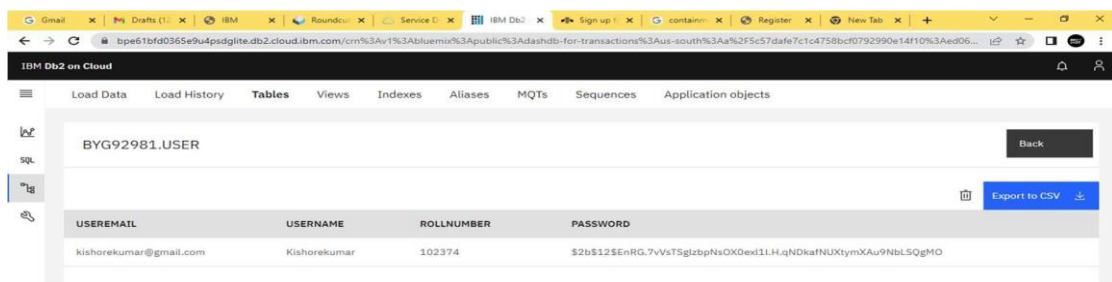 Gmail Drafts (12 IBM Roundcu Service D IBM Db2 Sign up f containm Register New Tab
bpe61bfd0365e9u4psdglite.db2.cloud.ibm.com/crn%3Av1%3Abluemix%3Apublic%3Adashdb-for-transactions%3Aus-south%3Aa%2F5c57dafe7c1c4758bcf0792990e14f10%3Aed06...
IBM Db2 on Cloud
Load Data Load History Tables Views Indexes Aliases MQTs Sequences Application objects
BYG92981.USER Back
SQL
Export to CSV
USEREMAIL USERNAME ROLLNUMBER PASSWORD
kishorekumar@gmail.com Kishorekumar 102374 $2b$12$EnRG.7vVsTSglzbpNsOX0exl1I.H.qNDkafNUXtymXAu9NbLSQgMO